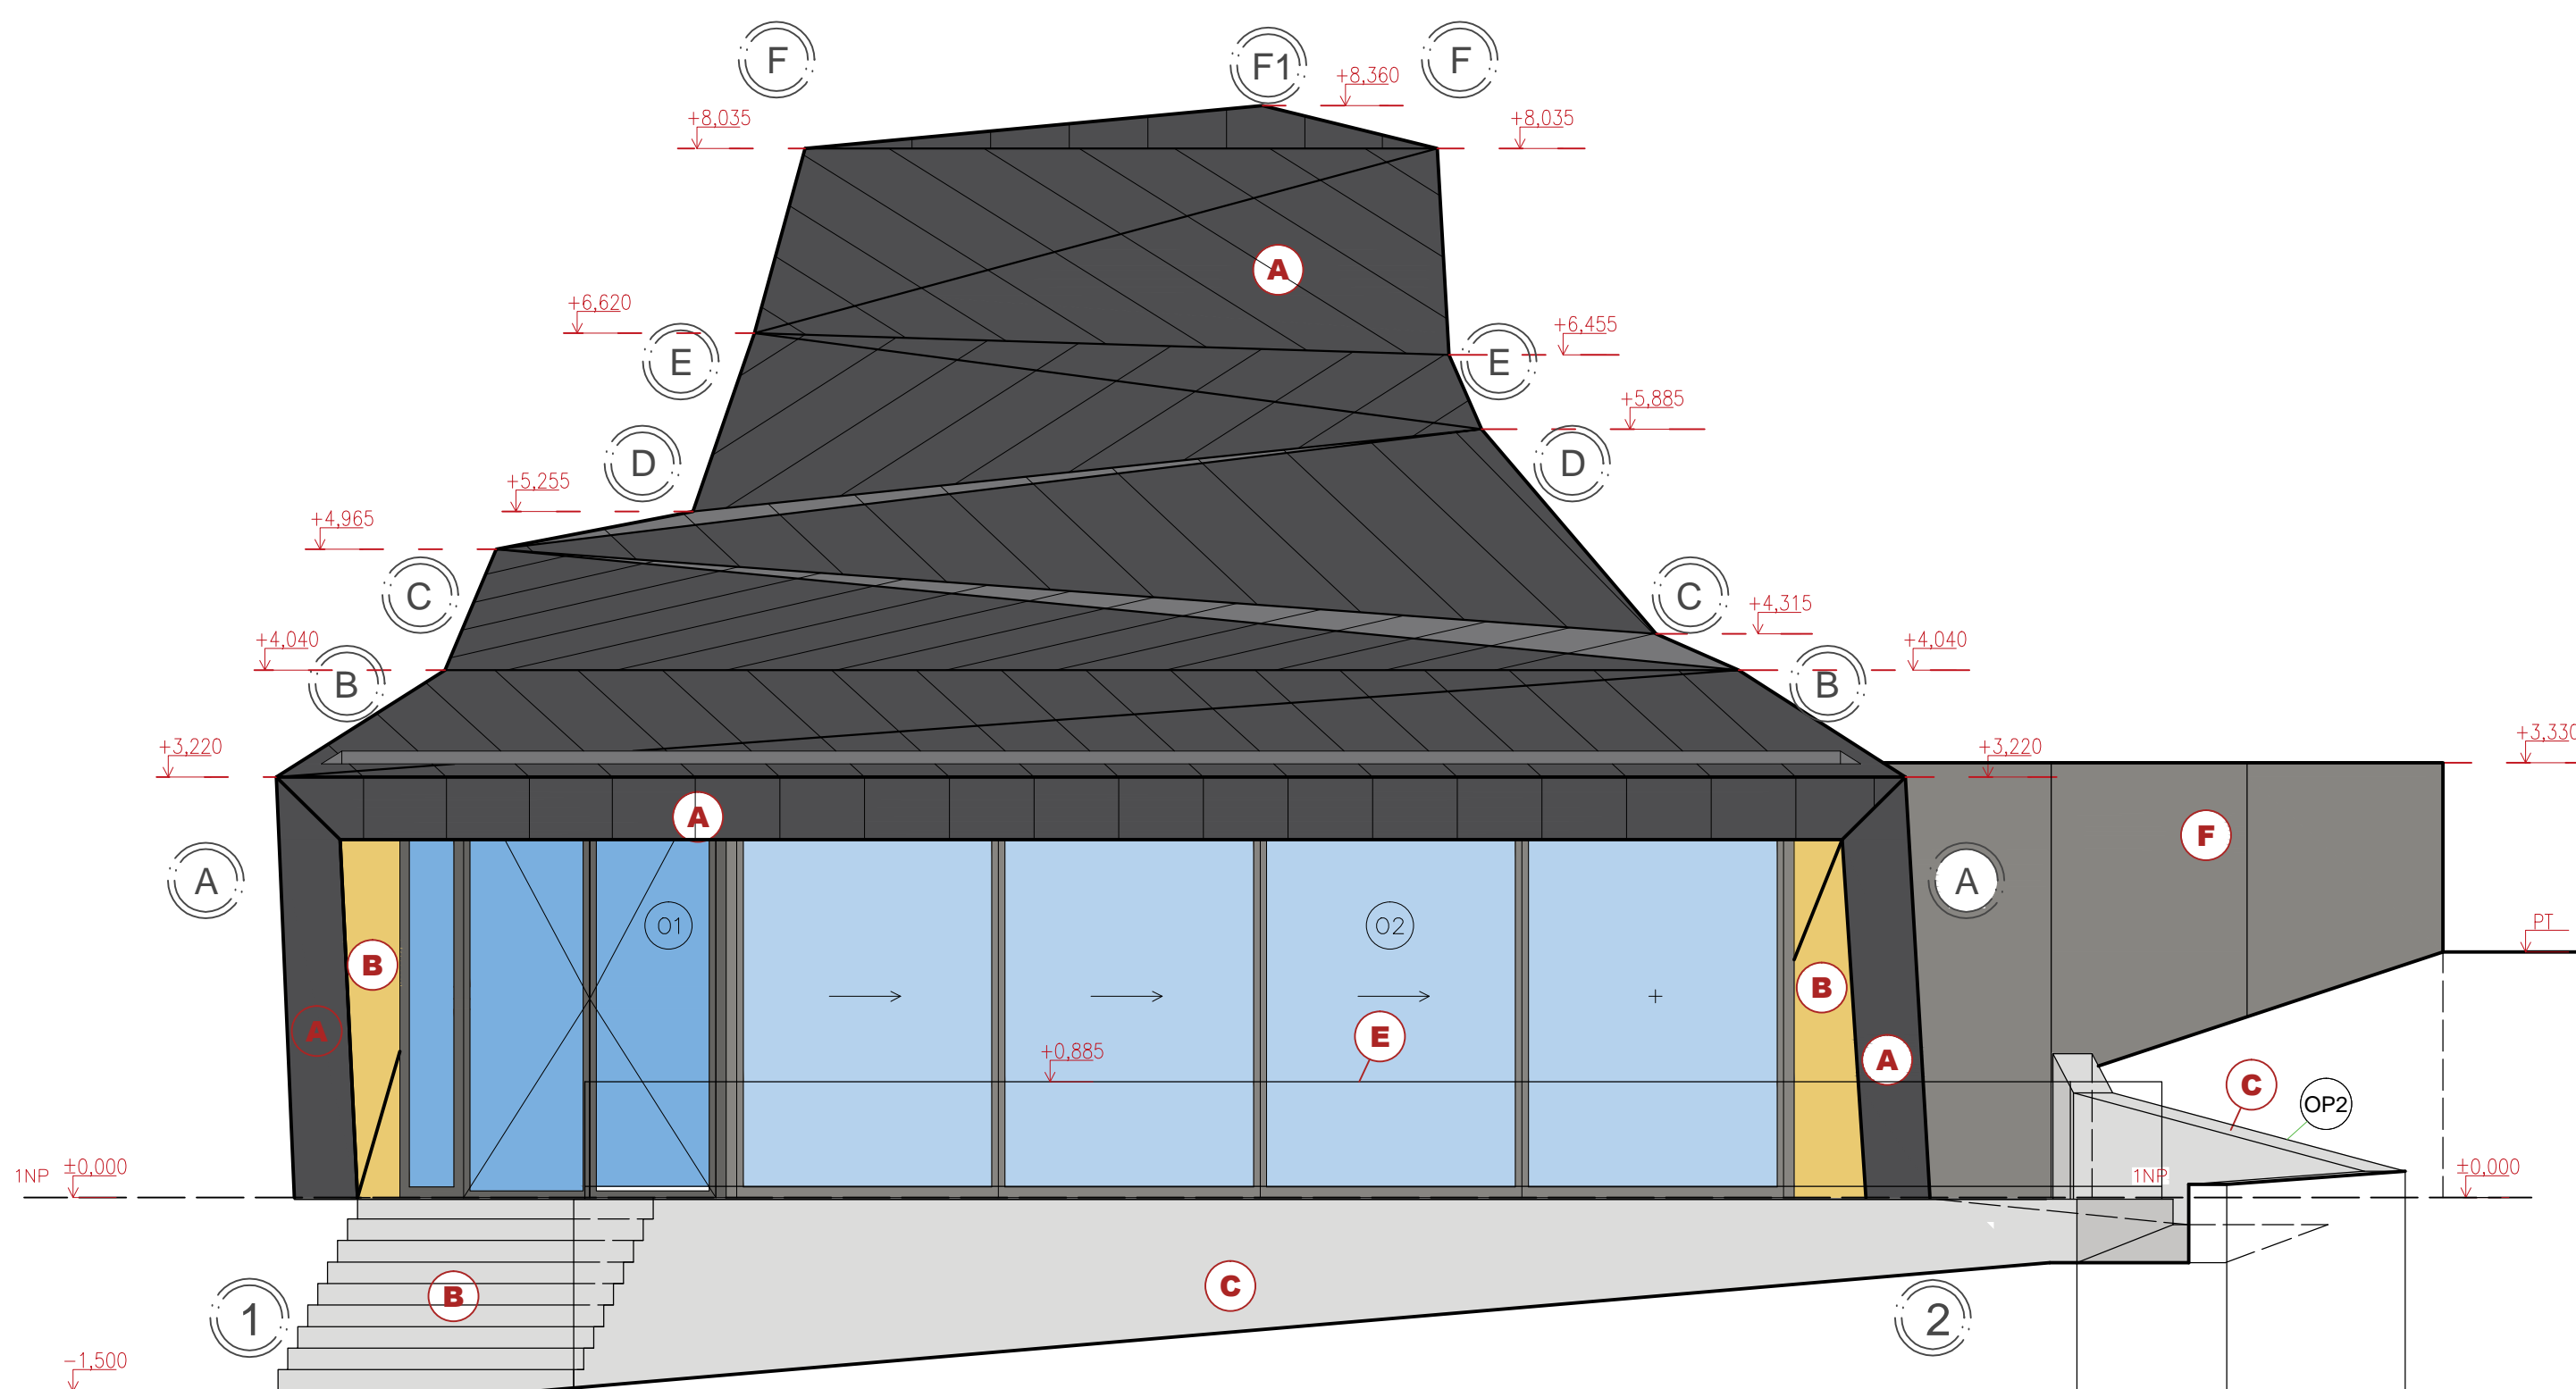 F
F1
F
+8,360
+8,035
+8,035
A
+6,620
+6,455
E
E
+5,885
D
D
+5,255
+4,965
C
C
+4,315
+4,040
+4,040
B
B
+3,220
+3,220
+3,330
A
F
A
A
O1
O2
PT
B
B
A
E
+0,885
A
C
OP2
1NP
±0,000
1NP
±0,000
B
C
1
2
-1,500